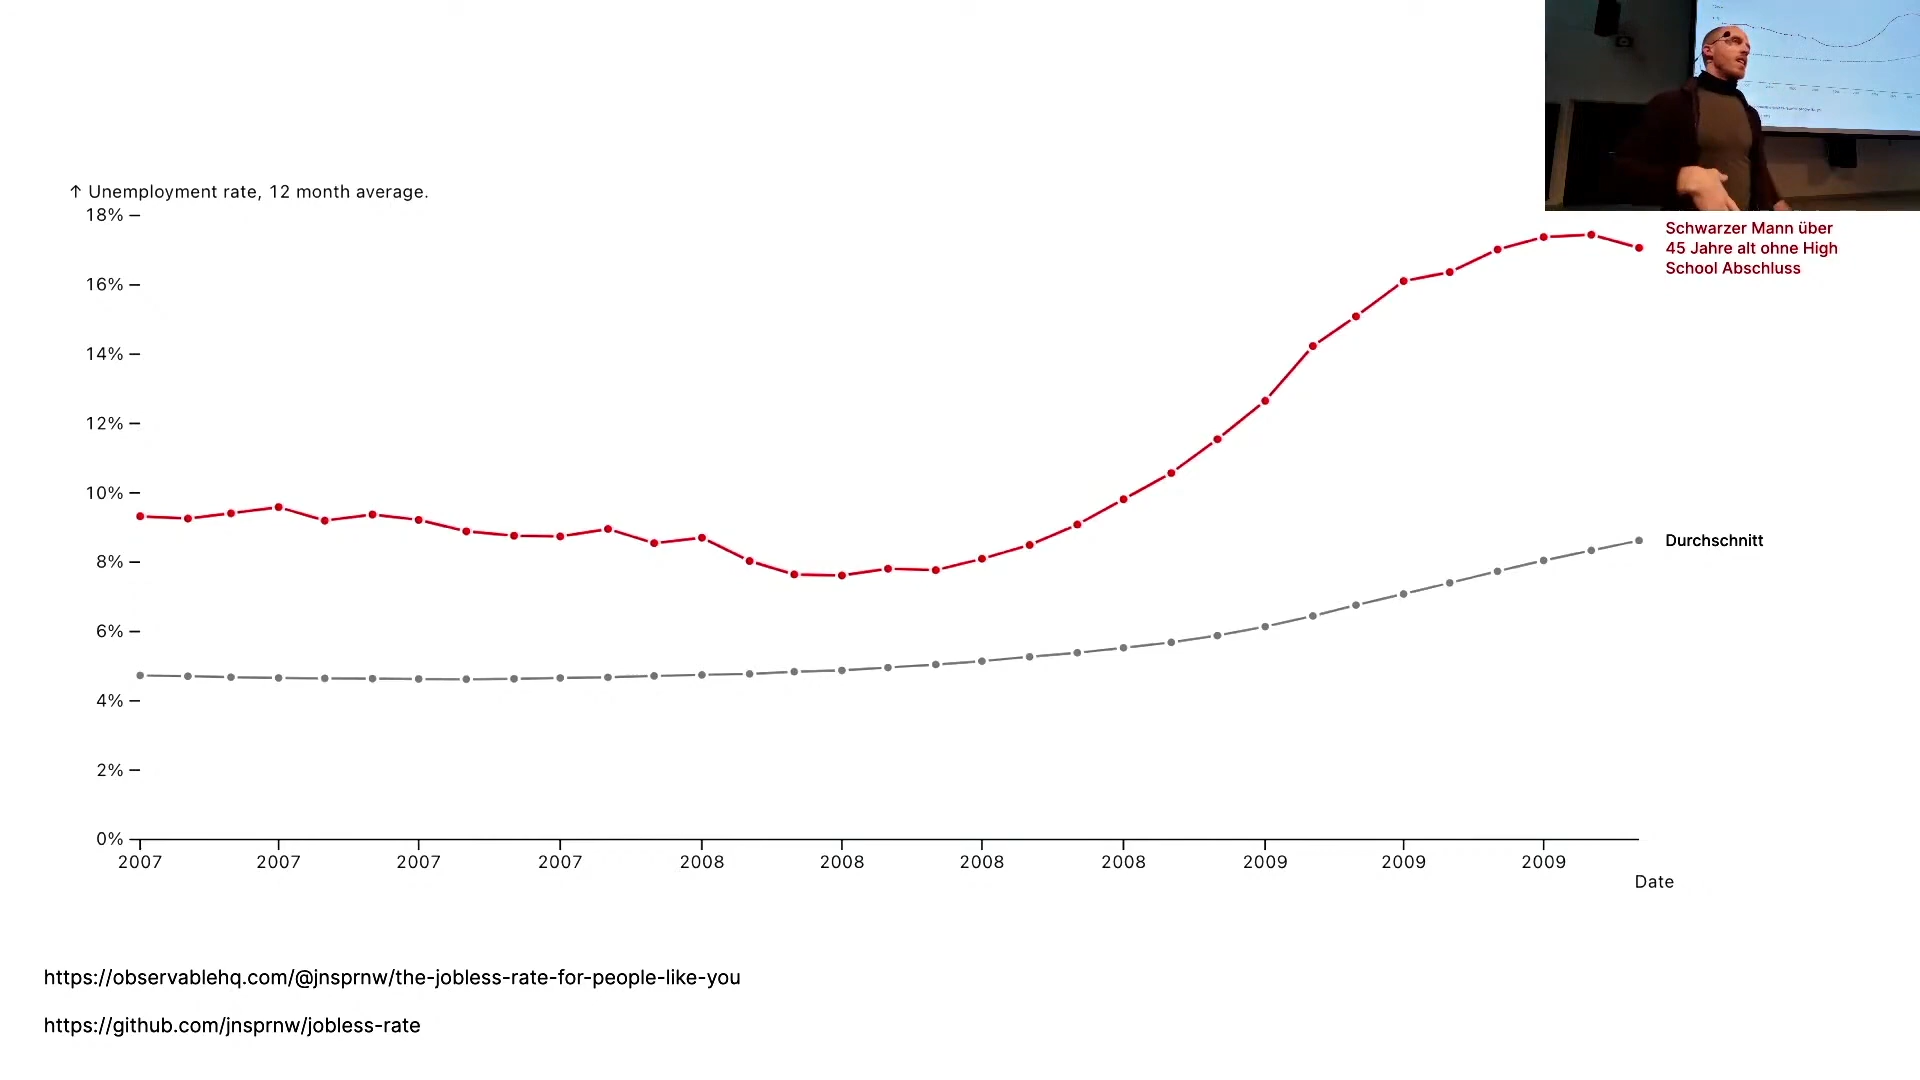 ↑ Unemployment rate, 12 month average.
18%
16%
14%
12%
10%
8%
6%
4%
2%
0%
2007 2007 2007 2007 2008 2008 2008 2008 2009 2009 2009
Date
Schwarzer Mann über
45 Jahre alt ohne High
School Abschluss
Durchschnitt
https://observablehq.com/@jnsprnw/the-jobless-rate-for-people-like-you
https://github.com/jnsprnw/jobless-rate